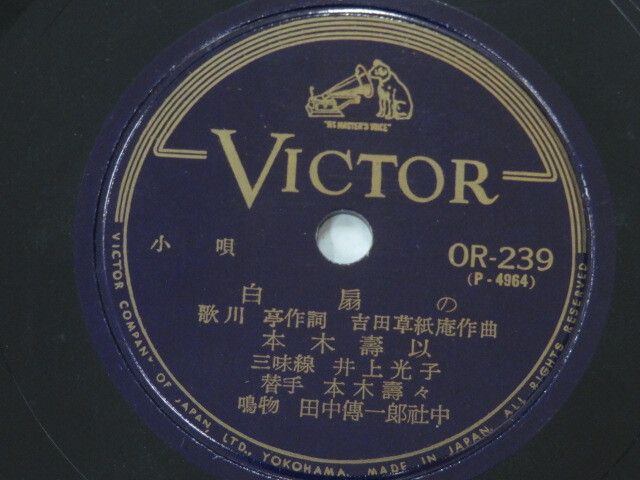 "HIS MASTER'S VOICE"
VICTOR
小唄
OR-239
(P-4964)
白扇の
歌川 亭作詞 吉田草紙庵作曲
本木壽以
三味線 井上光子
替手 本木壽々
鳴物 田中傳一郎社中
VICTOR COMPANY OF JAPAN, LTD., YOKOHAMA. MADE IN JAPAN. ALL RIGHTS RESERVED